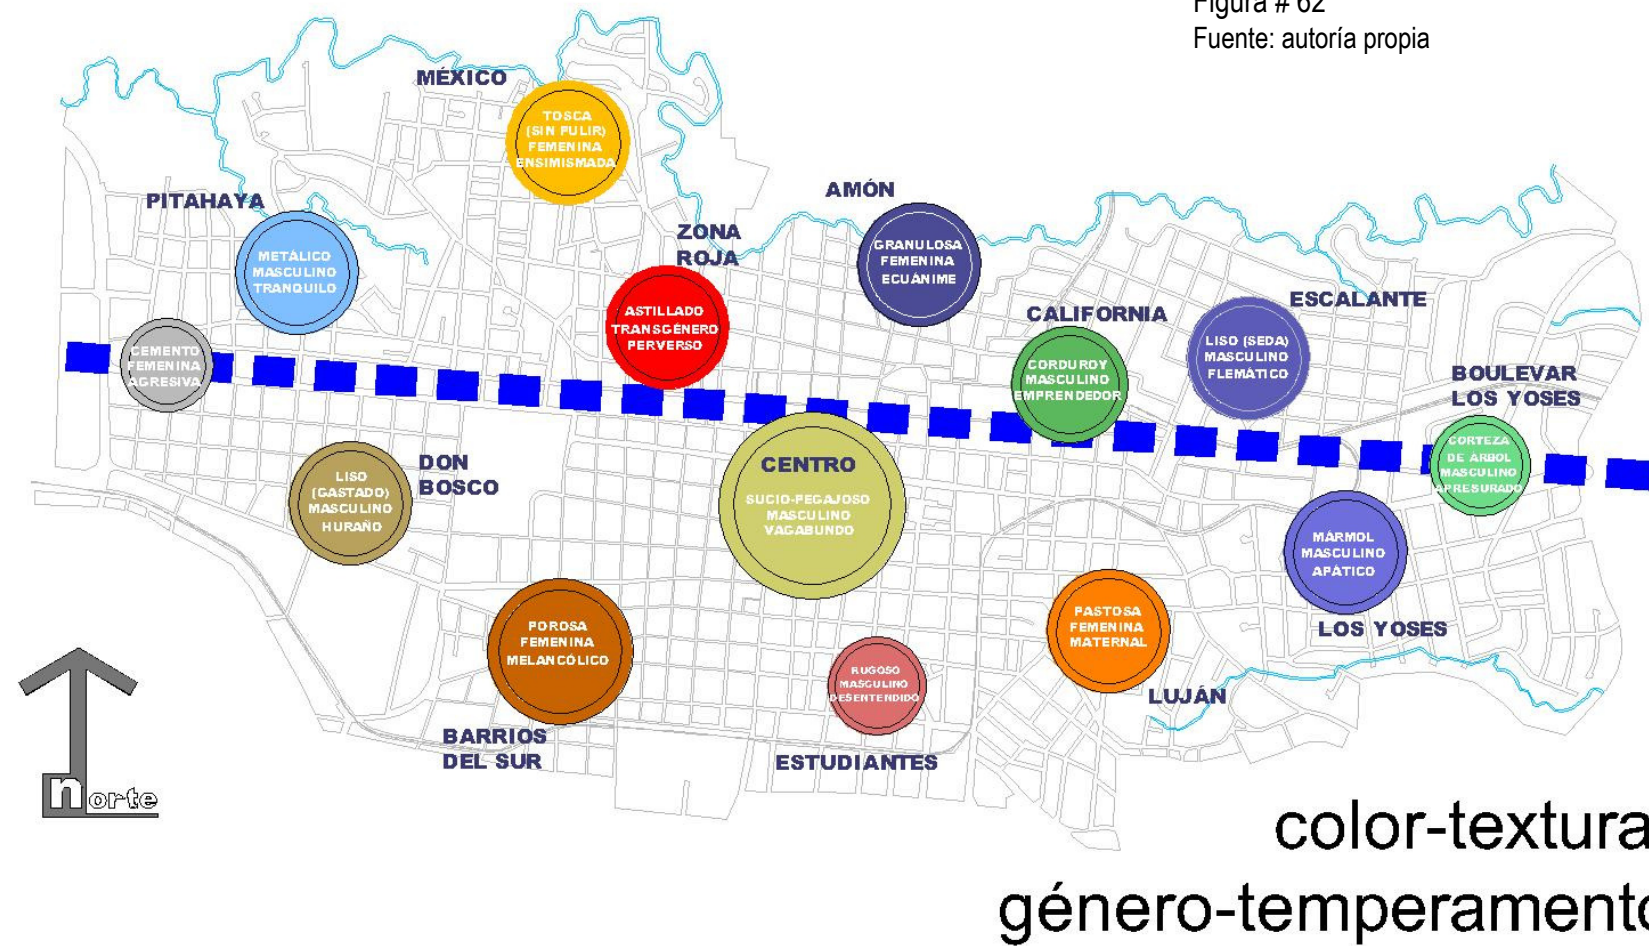 Figura # 62
Fuente: autoría propia
MÉXICO
TOSCA
(SIN PULIR)
FEMENINA
ENSIMISMADA
PITAHAYA
METÁLICO
MASCULINO
TRANQUILO
ZONA
ROJA
ASTILLADO
TRANSGÉNERO
PERVERSO
AMÓN
GRANULOSA
FEMENINA
ECUÁNIME
CALIFORNIA
CORDUROY
MASCULINO
EMPRENDEDOR
ESCALANTE
LISO (SEDA)
MASCULINO
FLEMÁTICO
BOULEVAR
LOS YOSES
CORTEZA
DE ÁRBOL
MASCULINO
APRESURADO
CEMENTO
FEMENINA
AGRESIVA
DON
BOSCO
LISO
(GASTADO)
MASCULINO
HURAÑO
CENTRO
SUCIO-PEGAJOSO
MASCULINO
VAGABUNDO
MÁRMOL
MASCULINO
APÁTICO
LOS YOSES
POROSA
FEMENINA
MELANCÓLICO
BARRIOS
DEL SUR
RUGOSO
MASCULINO
DESENTENDIDO
ESTUDIANTES
PASTOSA
FEMENINA
MATERNAL
LUJÁN
norte
color-textura
género-temperamento